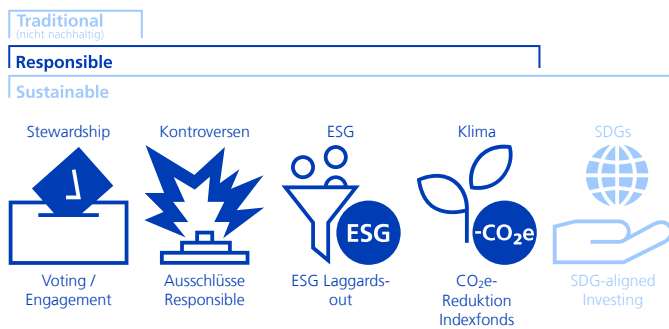 Traditional
(nicht nachhaltig)
Responsible
Sustainable
Stewardship
Kontroversen
ESG
Klima
SDGs
ESG
-CO₂e
Voting /
Engagement
Ausschlüsse
Responsible
ESG Laggards-
out
CO₂e-
Reduktion
Indexfonds
SDG-aligned
Investing